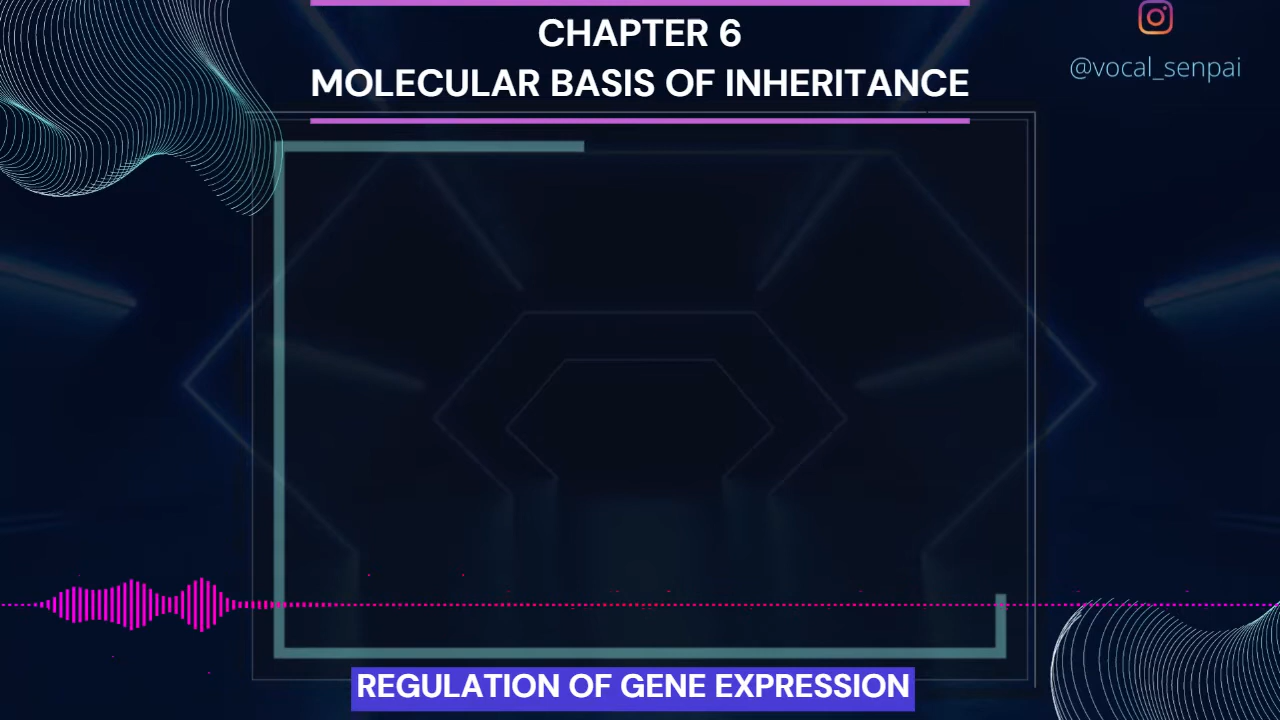 CHAPTER 6
MOLECULAR BASIS OF INHERITANCE
@vocal_senpai
REGULATION OF GENE EXPRESSION